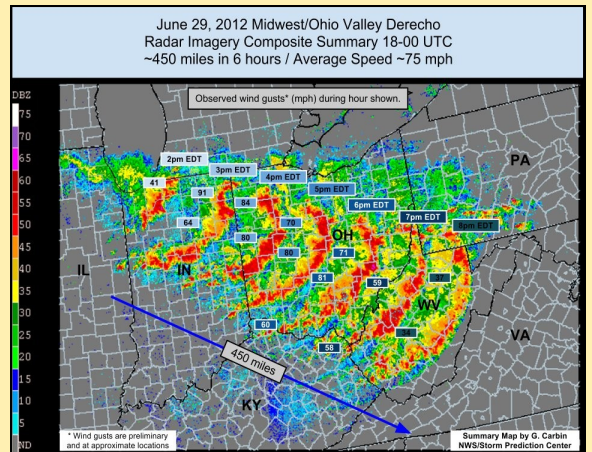 June 29, 2012 Midwest/Ohio Valley Derecho
Radar Imagery Composite Summary 18-00 UTC
~450 miles in 6 hours / Average Speed ~75 mph
DBZ
75
70
65
60
55
50
45
40
35
30
25
20
15
10
5
ND
Observed wind gusts* (mph) during hour shown.
2pm EDT
3pm EDT
4pm EDT
5pm EDT
6pm EDT
7pm EDT
8pm EDT
PA
41
91
84
64
70
80
OH
80
71
IL
IN
81
59
37
WV
60
34
58
VA
450 miles
KY
* Wind gusts are preliminary
and at approximate locations
Summary Map by G. Carbin
NWS/Storm Prediction Center